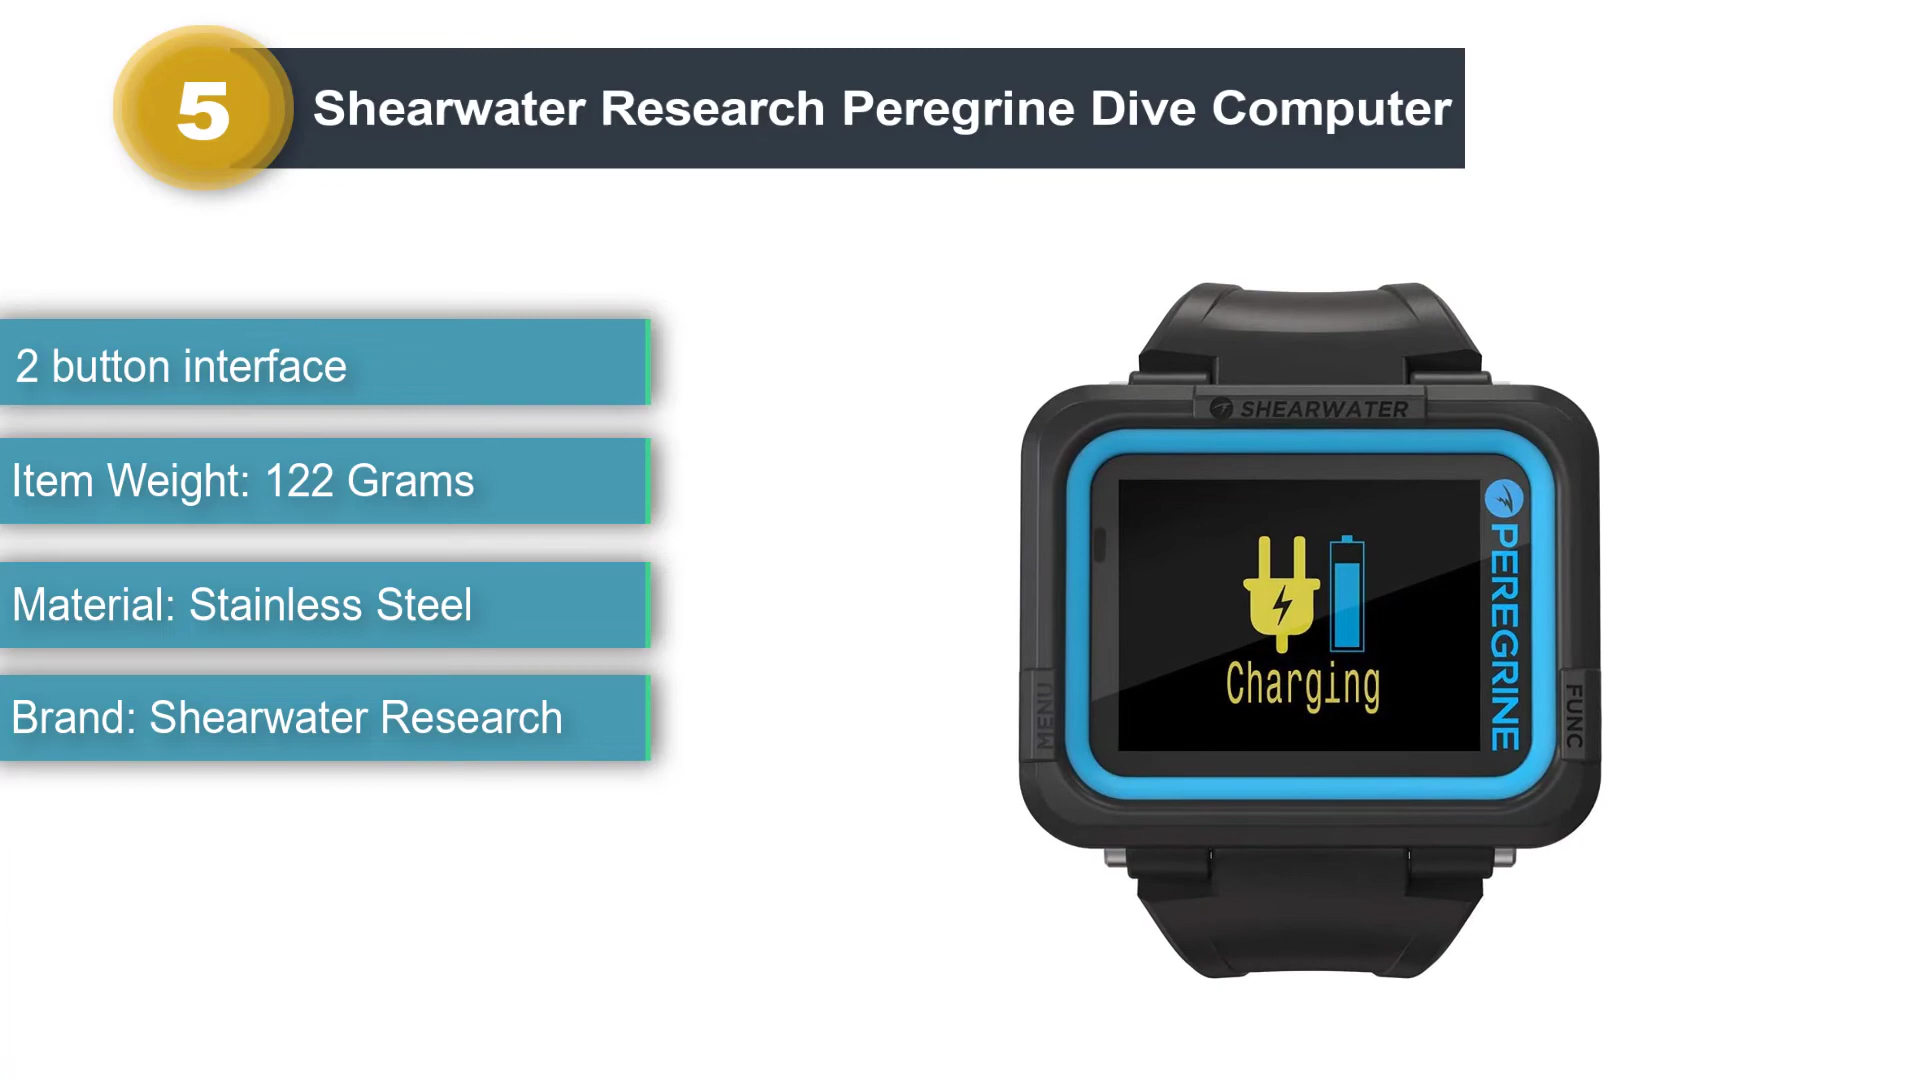 5
Shearwater Research Peregrine Dive Computer
2 button interface
Item Weight: 122 Grams
Material: Stainless Steel
Brand: Shearwater Research
SHEARWATER
PEREGRINE
Charging
MENU
FUNC